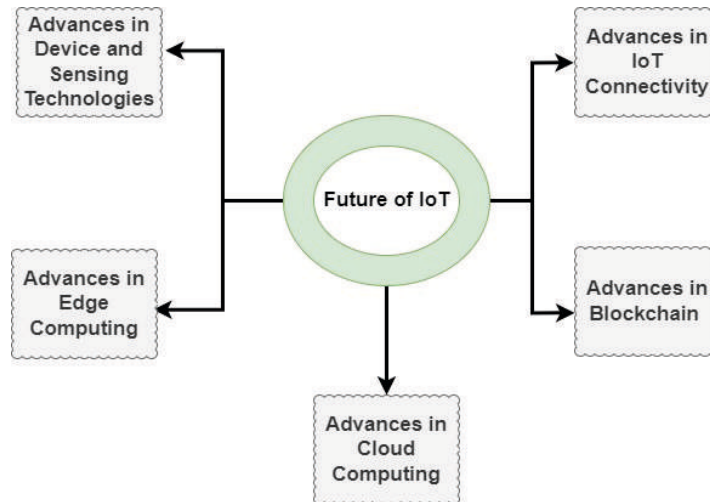 Advances in
Device and
Sensing
Technologies
Advances in
IoT
Connectivity
Future of IoT
Advances in
Edge
Computing
Advances in
Blockchain
Advances in
Cloud
Computing